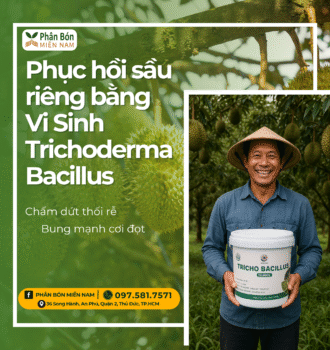 Phân Bón
MIỀN NAM
Phục hồi sầu
riêng bằng
Vi Sinh
Trichoderma
Bacillus
Chấm dứt thối rễ
Bung mạnh cơi đọt
PHÂN BÓN MIỀN NAM
097.581.7571
34 Song Hành, An Phú, Quận 2, Thủ Đức, TP.HCM
TRICHO BACILLUS